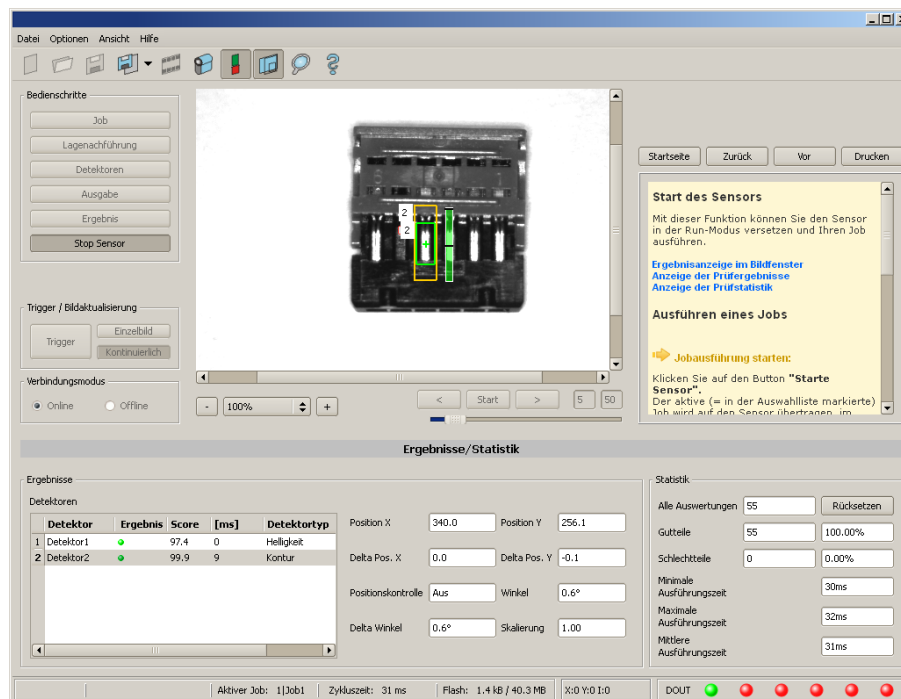 Datei Optionen Ansicht Hilfe
Bedienschritte
Job
Lagenachführung
Detektoren
Ausgabe
Ergebnis
Stop Sensor
Trigger / Bildaktualisierung
Trigger
Einzelbild
Kontinuierlich
Verbindungsmodus
Online Offline
2
2
- 100% +
< Start > 5 50
Startseite Zurück Vor Drucken
Start des Sensors
Mit dieser Funktion können Sie den Sensor
in der Run-Modus versetzen und Ihren Job
ausführen.
Ergebnisanzeige im Bildfenster
Anzeige der Prüfergebnisse
Anzeige der Prüfstatistik
Ausführen eines Jobs
Jobausführung starten:
Klicken Sie auf den Button "Starte
Sensor".
Der aktive (= in der Auswahlliste markierte)
Job wird auf den Sensor übertragen, im
Ergebnisse/Statistik
Ergebnisse
Detektoren
Detektor Ergebnis Score [ms] Detektortyp
1 Detektor1 97.4 0 Helligkeit
2 Detektor2 99.9 9 Kontur
Position X 340.0 Position Y 256.1
Delta Pos. X 0.0 Delta Pos. Y -0.1
Positionskontrolle Aus Winkel 0.6°
Delta Winkel 0.6° Skalierung 1.00
Statistik
Alle Auswertungen 55 Rücksetzen
Gutteile 55 100.00%
Schlechtteile 0 0.00%
Minimale
Ausführungszeit 30ms
Maximale
Ausführungszeit 32ms
Mittlere
Ausführungszeit 31ms
Aktiver Job: 1|Job1 Zykluszeit: 31 ms Flash: 1.4 kB / 40.3 MB X:0 Y:0 I:0 DOUT